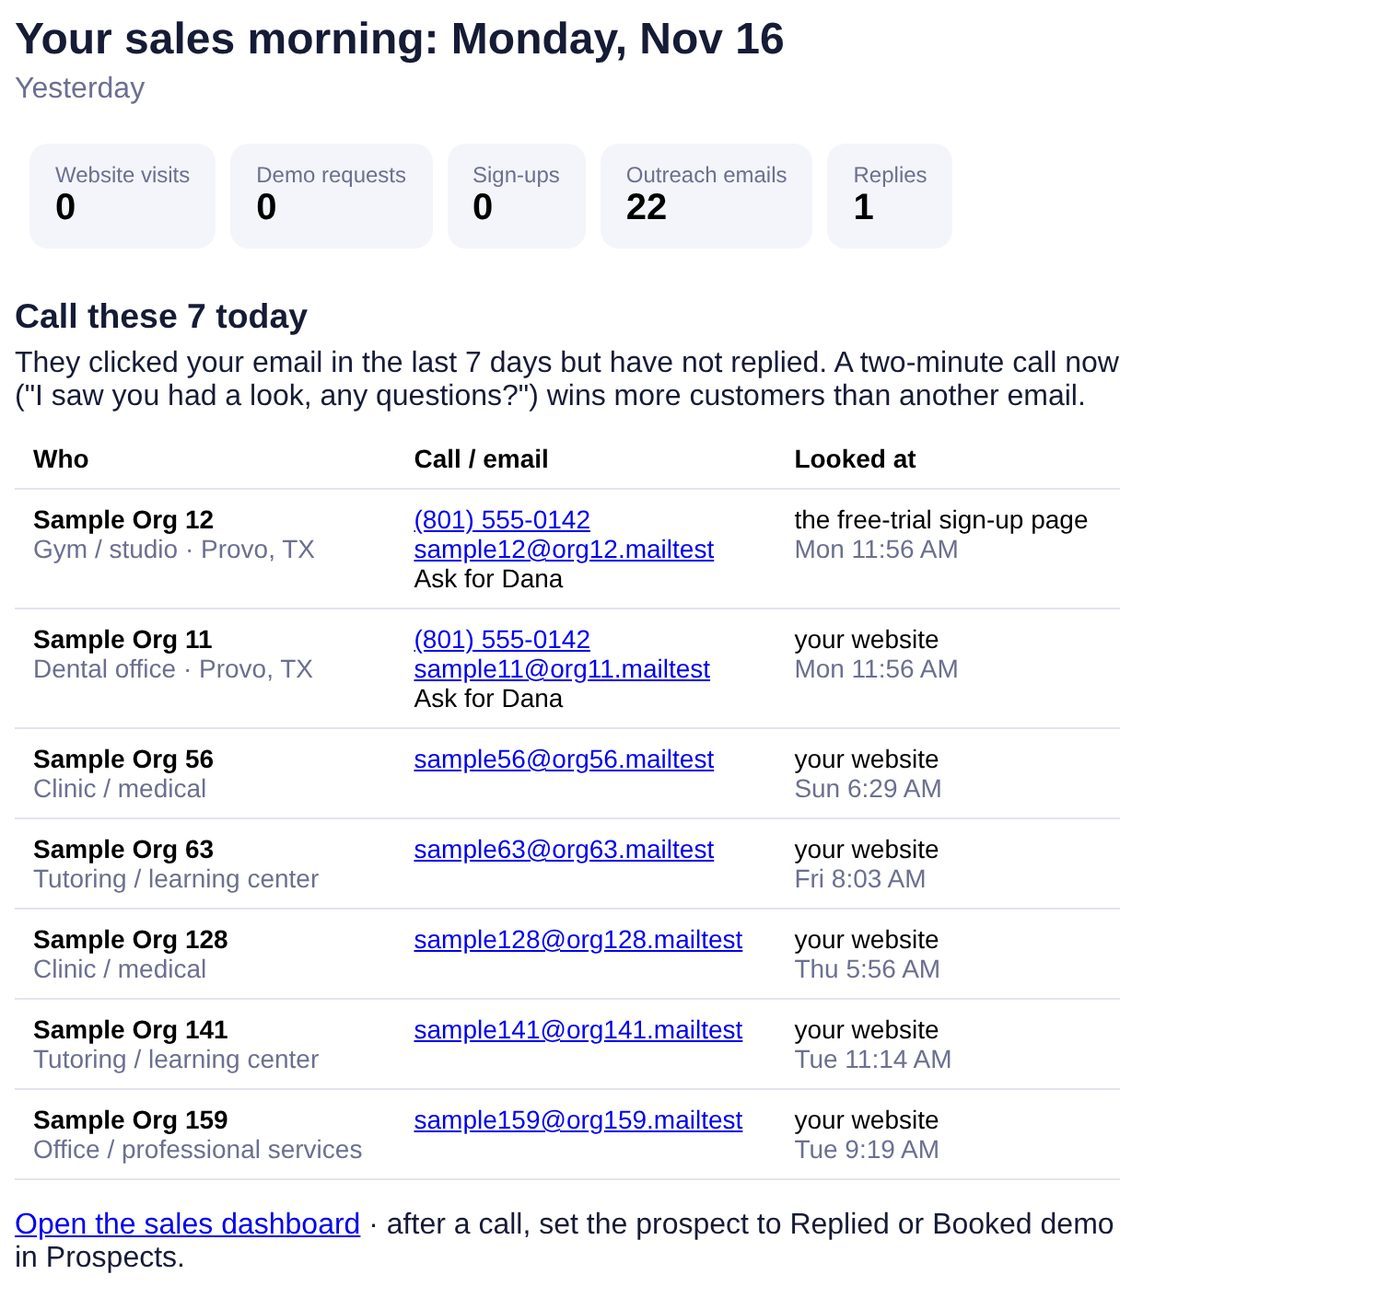 Your sales morning: Monday, Nov 16
Yesterday
Website visits
0
Demo requests
0
Sign-ups
0
Outreach emails
22
Replies
1
Call these 7 today
They clicked your email in the last 7 days but have not replied. A two-minute call now
("I saw you had a look, any questions?") wins more customers than another email.
Who Call / email Looked at
Sample Org 12 (801) 555-0142 the free-trial sign-up page
Gym / studio · Provo, TX sample12@org12.mailtest Mon 11:56 AM
Ask for Dana
Sample Org 11 (801) 555-0142 your website
Dental office · Provo, TX sample11@org11.mailtest Mon 11:56 AM
Ask for Dana
Sample Org 56 sample56@org56.mailtest your website
Clinic / medical Sun 6:29 AM
Sample Org 63 sample63@org63.mailtest your website
Tutoring / learning center Fri 8:03 AM
Sample Org 128 sample128@org128.mailtest your website
Clinic / medical Thu 5:56 AM
Sample Org 141 sample141@org141.mailtest your website
Tutoring / learning center Tue 11:14 AM
Sample Org 159 sample159@org159.mailtest your website
Office / professional services Tue 9:19 AM
Open the sales dashboard · after a call, set the prospect to Replied or Booked demo
in Prospects.